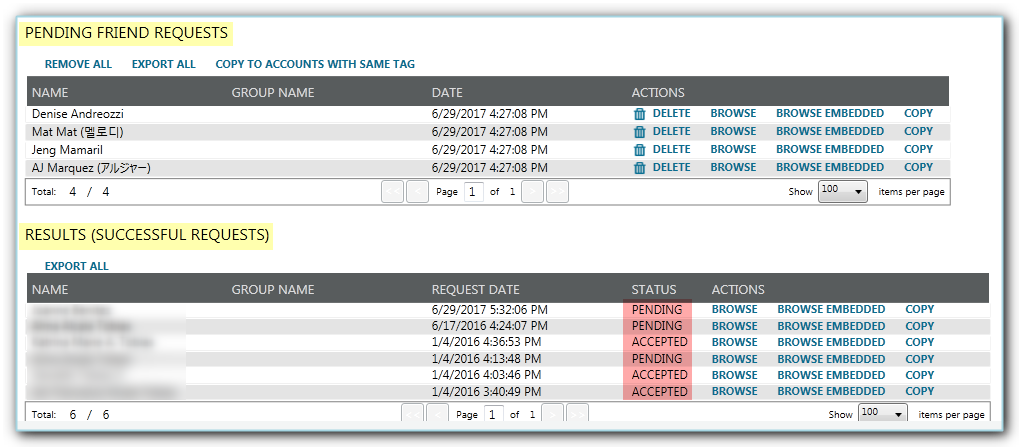 PENDING FRIEND REQUESTS
REMOVE ALL EXPORT ALL COPY TO ACCOUNTS WITH SAME TAG
NAME GROUP NAME DATE ACTIONS
Denise Andreozzi 6/29/2017 4:27:08 PM DELETE BROWSE BROWSE EMBEDDED COPY
Mat Mat (멜로디) 6/29/2017 4:27:08 PM DELETE BROWSE BROWSE EMBEDDED COPY
Jeng Mamaril 6/29/2017 4:27:08 PM DELETE BROWSE BROWSE EMBEDDED COPY
AJ Marquez (アルジャー) 6/29/2017 4:27:08 PM DELETE BROWSE BROWSE EMBEDDED COPY
Total: 4 / 4 << < Page 1 of 1 > >> Show 100 items per page
RESULTS (SUCCESSFUL REQUESTS)
EXPORT ALL
NAME GROUP NAME REQUEST DATE STATUS ACTIONS
6/29/2017 5:32:06 PM PENDING BROWSE BROWSE EMBEDDED COPY
6/17/2016 4:24:07 PM PENDING BROWSE BROWSE EMBEDDED COPY
1/4/2016 4:36:53 PM ACCEPTED BROWSE BROWSE EMBEDDED COPY
1/4/2016 4:13:48 PM PENDING BROWSE BROWSE EMBEDDED COPY
1/4/2016 4:03:46 PM ACCEPTED BROWSE BROWSE EMBEDDED COPY
1/4/2016 3:40:49 PM ACCEPTED BROWSE BROWSE EMBEDDED COPY
Total: 6 / 6 << < Page 1 of 1 > >> Show 100 items per page